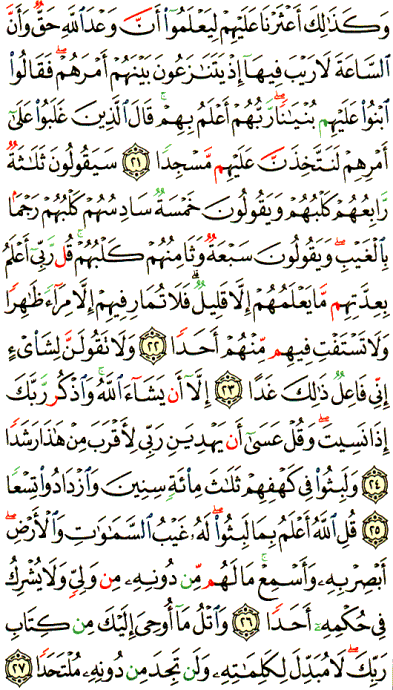 وَكَذَٰلِكَ أَعْثَرْنَا عَلَيْهِمْ لِيَعْلَمُوٓا۟ أَنَّ وَعْدَ ٱللَّهِ حَقٌّ وَأَنَّ
ٱلسَّاعَةَ لَا رَيْبَ فِيهَآ إِذْ يَتَنَٰزَعُونَ بَيْنَهُمْ أَمْرَهُمْ ۖ فَقَالُوا۟
ٱبْنُوا۟ عَلَيْهِم بُنْيَٰنًا ۖ رَّبُّهُمْ أَعْلَمُ بِهِمْ ۚ قَالَ ٱلَّذِينَ غَلَبُوا۟ عَلَىٰٓ
أَمْرِهِمْ لَنَتَّخِذَنَّ عَلَيْهِم مَّسْجِدًا ٢١ سَيَقُولُونَ ثَلَٰثَةٌ
رَّابِعُهُمْ كَلْبُهُمْ وَيَقُولُونَ خَمْسَةٌ سَادِسُهُمْ كَلْبُهُمْ رَجْمًۢا
بِٱلْغَيْبِ ۖ وَيَقُولُونَ سَبْعَةٌ وَثَامِنُهُمْ كَلْبُهُمْ ۚ قُل رَّبِّىٓ أَعْلَمُ
بِعِدَّتِهِم مَّا يَعْلَمُهُمْ إِلَّا قَلِيلٌ ۗ فَلَا تُمَارِ فِيهِمْ إِلَّا مِرَآءً ظَٰهِرًا
وَلَا تَسْتَفْتِ فِيهِم مِّنْهُمْ أَحَدًا ٢٢ وَلَا تَقُولَنَّ لِشَا۟ىْءٍ
إِنِّى فَاعِلٌ ذَٰلِكَ غَدًا ٢٣ إِلَّآ أَن يَشَآءَ ٱللَّهُ ۚ وَٱذْكُر رَّبَّكَ
إِذَا نَسِيتَ وَقُلْ عَسَىٰٓ أَن يَهْدِيَنِ رَبِّى لِأَقْرَبَ مِنْ هَٰذَا رَشَدًا
٢٤ وَلَبِثُوا۟ فِى كَهْفِهِمْ ثَلَٰثَ مِا۟ئَةٍ سِنِينَ وَٱزْدَادُوا۟ تِسْعًا
٢٥ قُلِ ٱللَّهُ أَعْلَمُ بِمَا لَبِثُوا۟ ۖ لَهُۥ غَيْبُ ٱلسَّمَٰوَٰتِ وَٱلْأَرْضِ ۖ
أَبْصِرْ بِهِۦ وَأَسْمِعْ ۚ مَا لَهُم مِّن دُونِهِۦ مِن وَلِىٍّ وَلَا يُشْرِكُ
فِى حُكْمِهِۦٓ أَحَدًا ٢٦ وَٱتْلُ مَآ أُوحِىَ إِلَيْكَ مِن كِتَابِ
رَبِّكَ ۖ لَا مُبَدِّلَ لِكَلِمَٰتِهِۦ وَلَن تَجِدَ مِن دُونِهِۦ مُلْتَحَدًا ٢٧